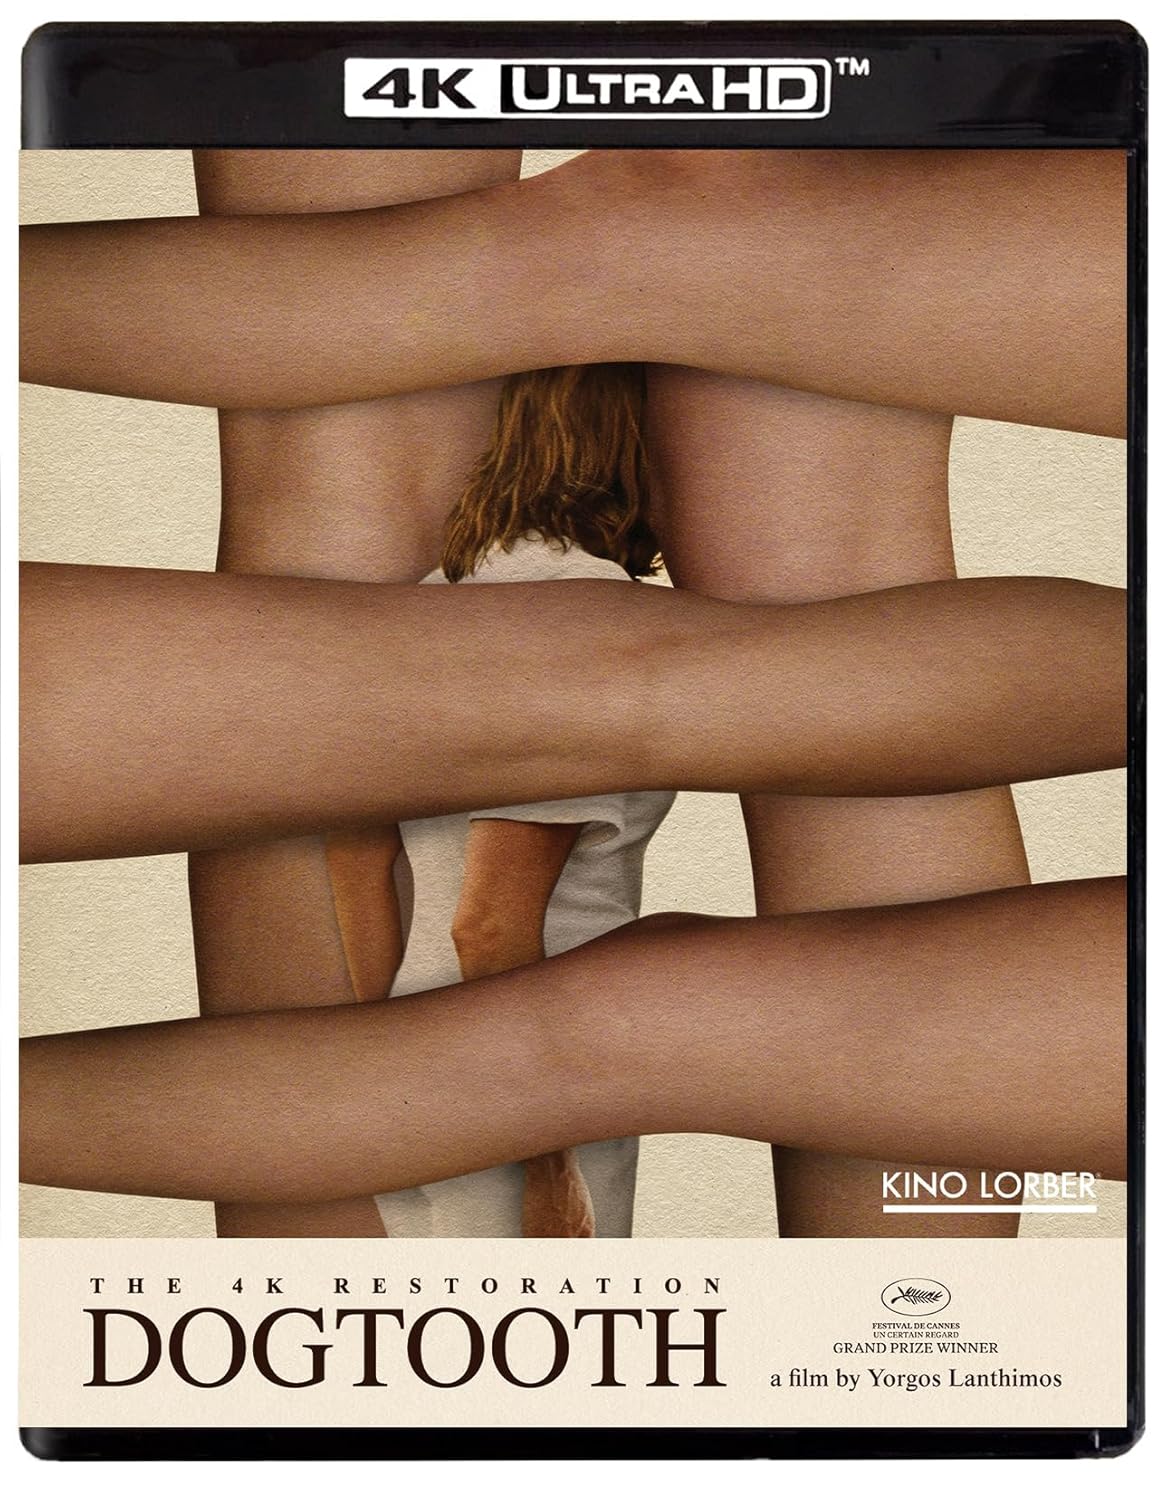 4K ULTRA HD™
KINO LORBER®
THE 4K RESTORATION
DOGTOOTH
FESTIVAL DE CANNES
UN CERTAIN REGARD
GRAND PRIZE WINNER
a film by Yorgos Lanthimos